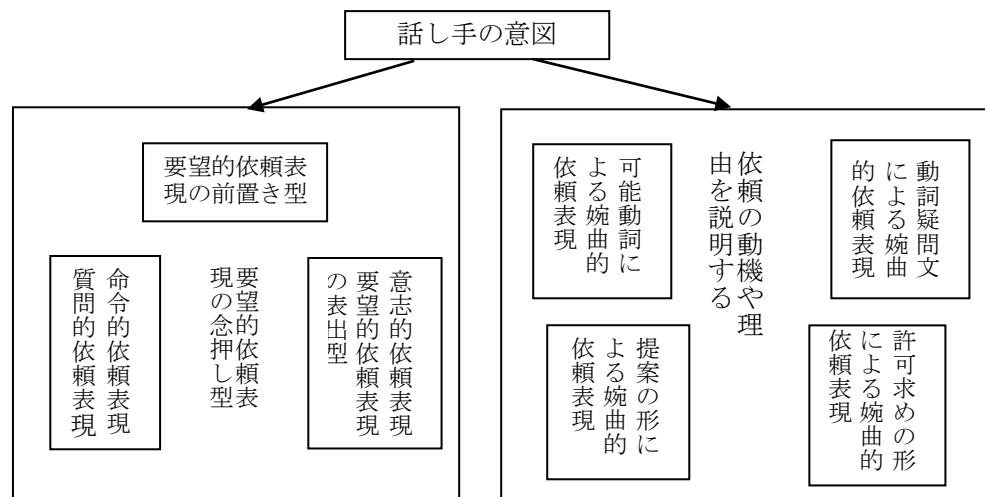 話し手の意図
要望的依頼表
現の前置き型
命令的依頼表現
質問的依頼表現
要望的依頼表
現の念押し型
意志的依頼表現
要望的依頼表現
の表出型
可能動詞に
よる婉曲的
依頼表現
依頼の動機や理
由を説明する
動詞疑問文
による婉曲
的依頼表現
提案の形に
よる婉曲的
依頼表現
許可求めの形
による婉曲的
依頼表現